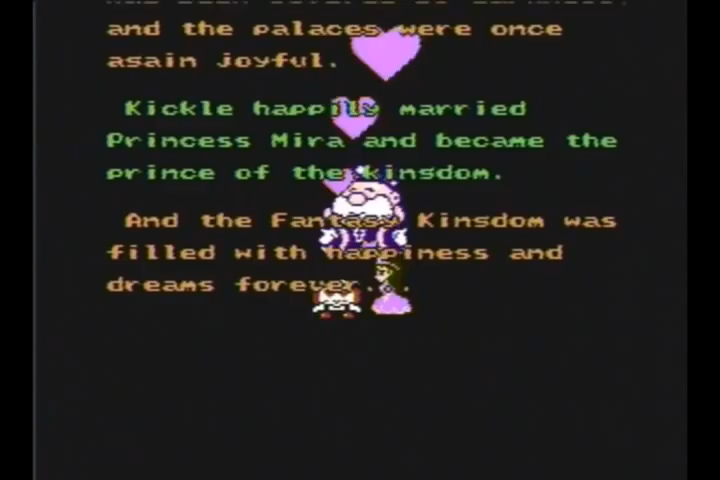 and the palaces were once
again joyful.
Kickle happily married
Princess Mira and became the
prince of the kingdom.
And the Fantasy Kingdom was
filled with happiness and
dreams forever...